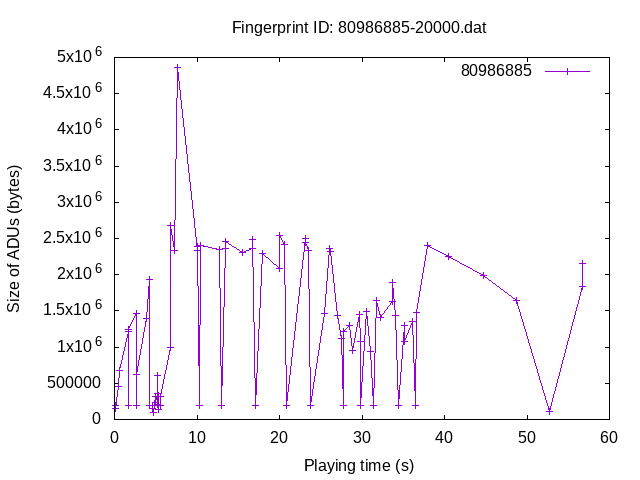 Fingerprint ID: 80986885-20000.dat
80986885
5x10^6
4.5x10^6
4x10^6
3.5x10^6
3x10^6
2.5x10^6
2x10^6
1.5x10^6
1x10^6
500000
0
Size of ADUs (bytes)
0 10 20 30 40 50 60
Playing time (s)